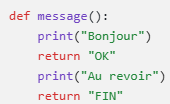 def message():
    print("Bonjour")
    return "OK"
    print("Au revoir")
    return "FIN"